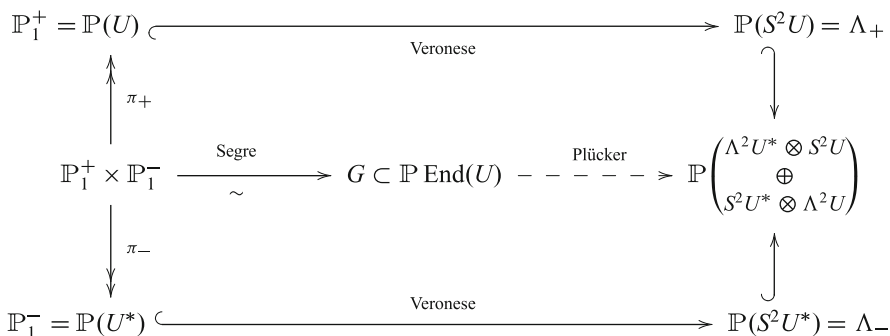 ℙ₁⁺ = ℙ(U) Veronese ℙ(S²U) = Λ₊
π₊
ℙ₁⁺ × ℙ₁⁻ Segre ∼ G ⊂ ℙ End(U) Plücker ℙ(Λ²U* ⊗ S²U ⊕ S²U* ⊗ Λ²U)
π₋
ℙ₁⁻ = ℙ(U*) Veronese ℙ(S²U*) = Λ₋